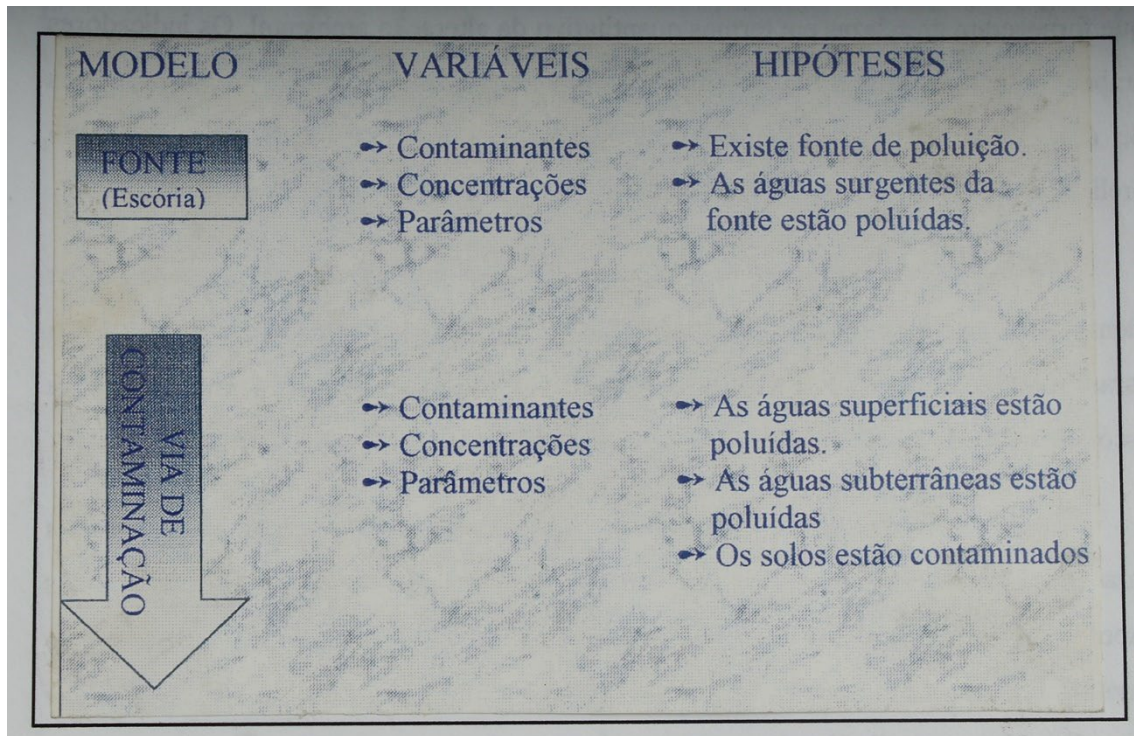 MODELO VARIÁVEIS HIPÓTESES
FONTE
(Escória)
➻ Contaminantes
➻ Concentrações
➻ Parâmetros
➻ Existe fonte de poluição.
➻ As águas surgentes da
fonte estão poluídas.
VIA DE
CONTAMINAÇÃO
➻ Contaminantes
➻ Concentrações
➻ Parâmetros
➻ As águas superficiais estão
poluídas.
➻ As águas subterrâneas estão
poluídas
➻ Os solos estão contaminados